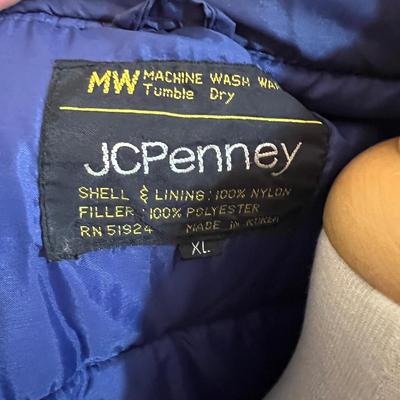 MW MACHINE WASH WA
Tumble Dry
JCPenney
SHELL & LINING: 100% NYLON
FILLER: 100% POLYESTER
RN 51924 MADE IN KOREA
XL